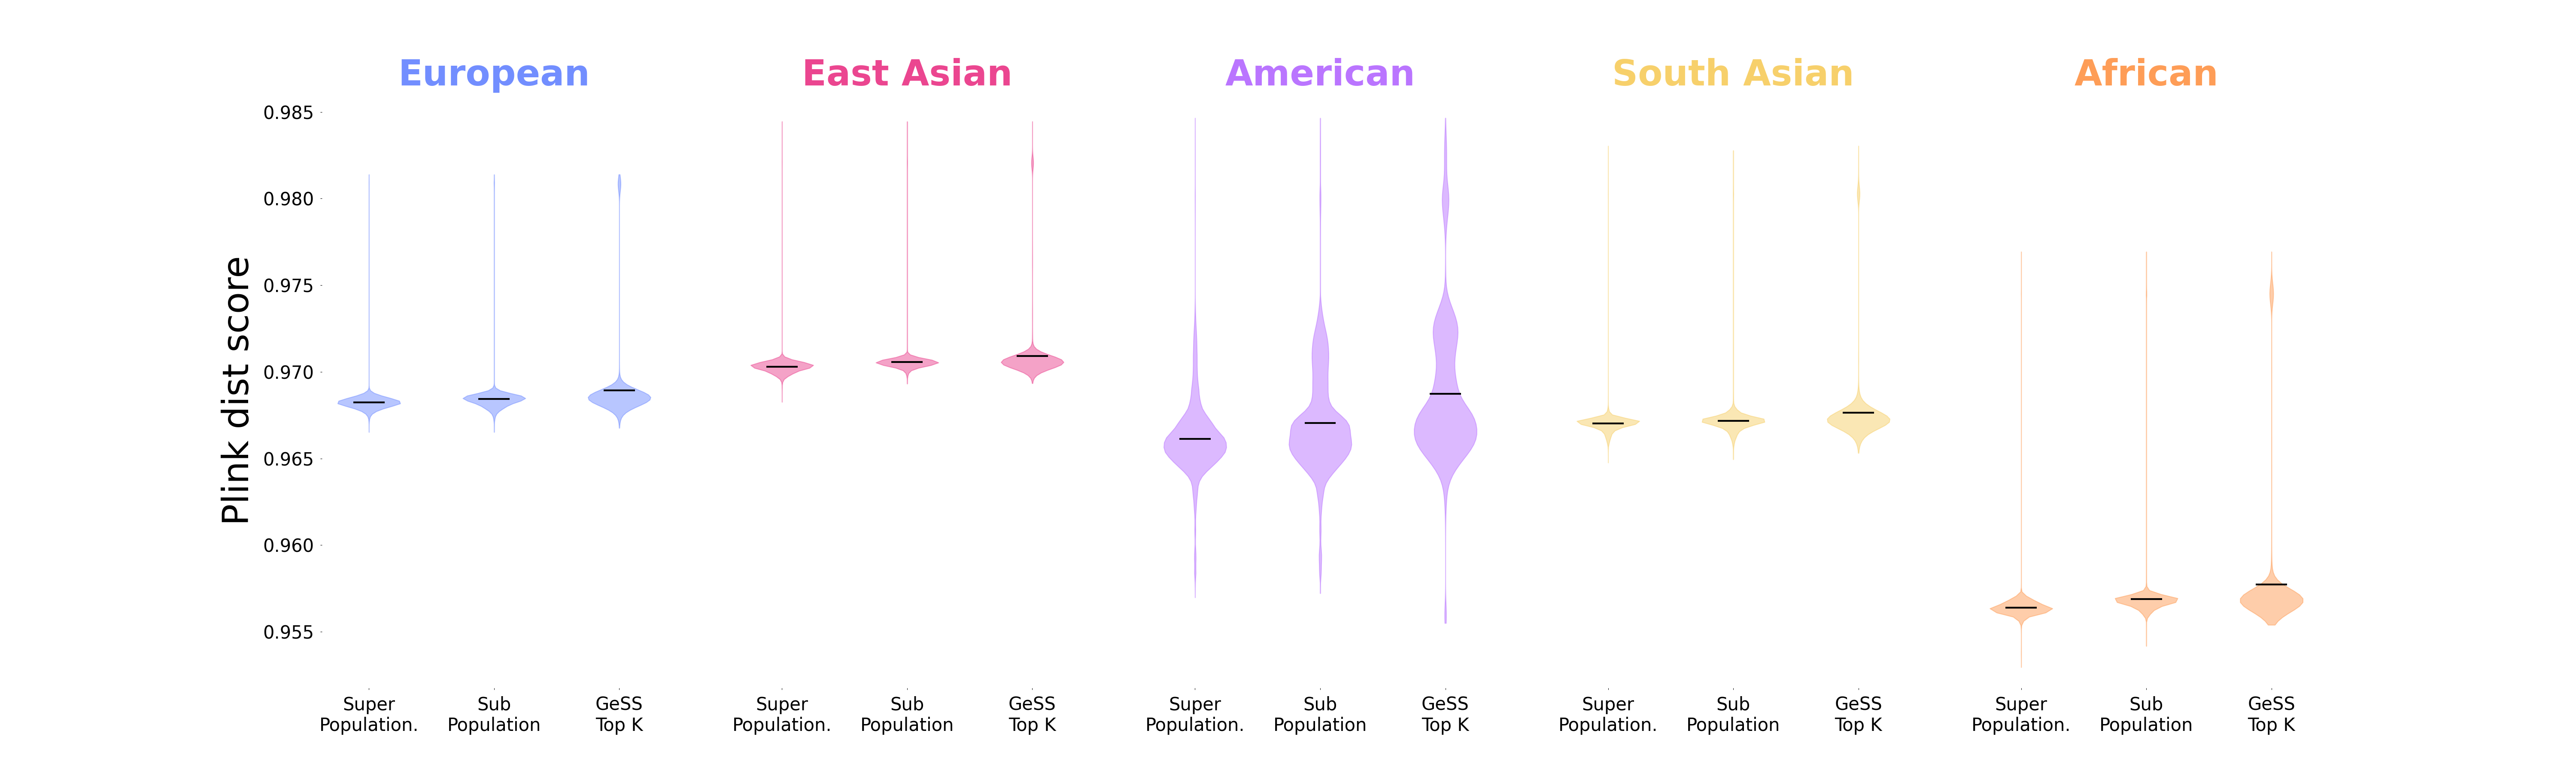 European
East Asian
American
South Asian
African
Plink dist score
0.985
0.980
0.975
0.970
0.965
0.960
0.955
Super
Population.
Sub
Population
GeSS
Top K
Super
Population.
Sub
Population
GeSS
Top K
Super
Population.
Sub
Population
GeSS
Top K
Super
Population.
Sub
Population
GeSS
Top K
Super
Population.
Sub
Population
GeSS
Top K